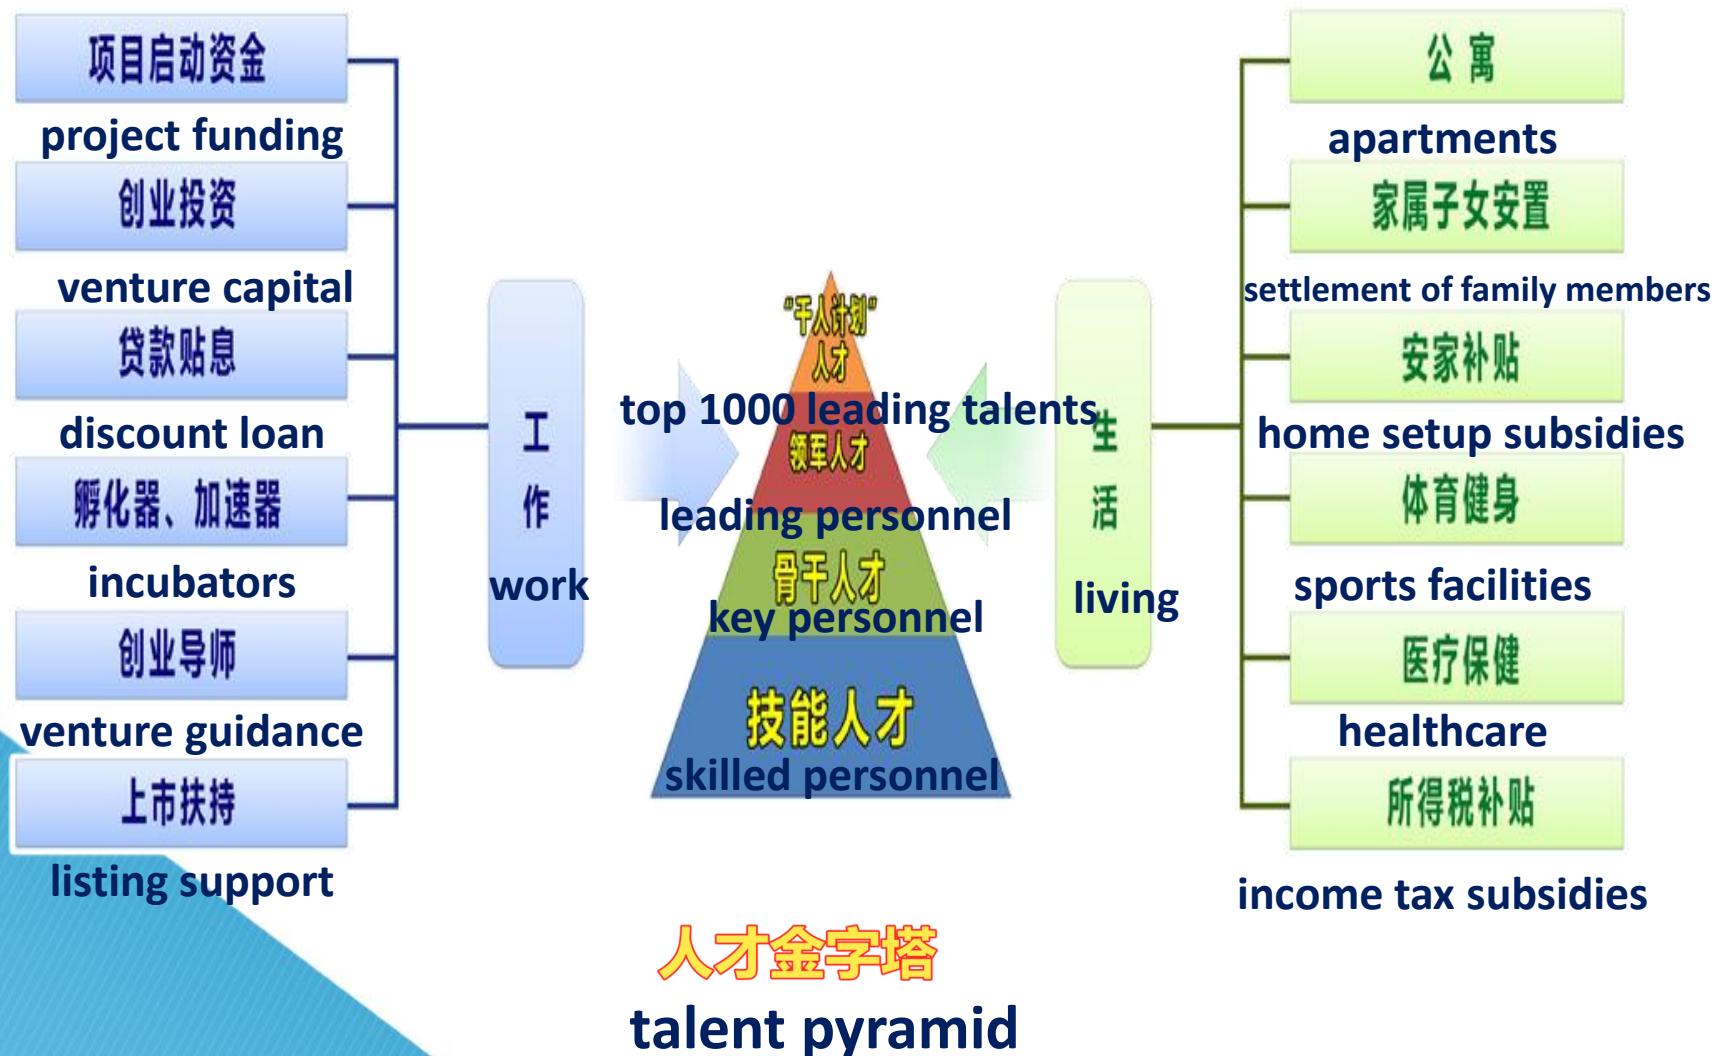 项目启动资金
project funding
创业投资
venture capital
贷款贴息
discount loan
孵化器、加速器
incubators
创业导师
venture guidance
上市扶持
listing support
工
作
work
“千人计划”
人才
top 1000 leading talents
领军人才
leading personnel
骨干人才
key personnel
技能人才
skilled personnel
生
活
living
公 寓
apartments
家属子女安置
settlement of family members
安家补贴
home setup subsidies
体育健身
sports facilities
医疗保健
healthcare
所得税补贴
income tax subsidies
人才金字塔
talent pyramid